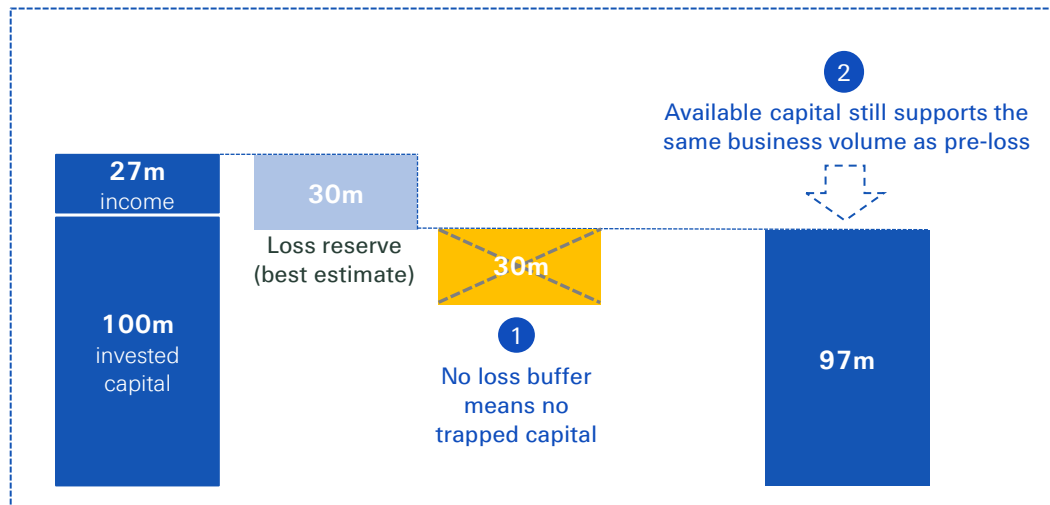 27m
income
100m
invested
capital
30m
Loss reserve
(best estimate)
30m
1
No loss buffer
means no
trapped capital
2
Available capital still supports the
same business volume as pre-loss
97m